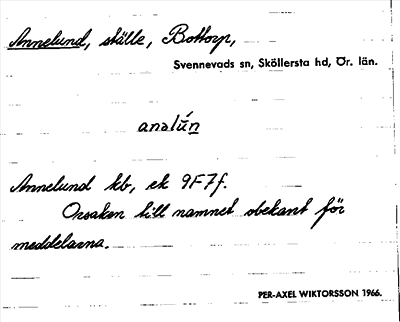 Annelund, ställe, Bottorp,
Svennevads sn, Sköllersta hd, Ör. län.
analún
Annelund kb, ek 9F7f.
Orsaken till namnet obekant för
meddelarna.
PER-AXEL WIKTORSSON 1966.